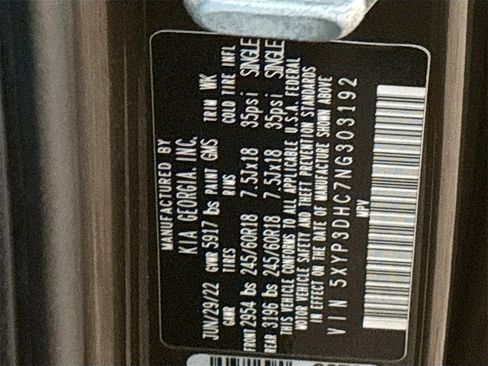 MANUFACTURED BY
KIA GEORGIA, INC.
JUN/29/22 GVWR 5917 lbs PAINT GMS TRIM WK
GAWR TIRES RIMS COLD TIRE INFL
FRONT 2954 lbs 245/60R18 7.5Jx18 35psi SINGLE
REAR 3196 lbs 245/60R18 7.5Jx18 35psi SINGLE
THIS VEHICLE CONFORMS TO ALL APPLICABLE U.S.A. FEDERAL
MOTOR VEHICLE SAFETY AND THEFT PREVENTION STANDARDS
IN EFFECT ON THE DATE OF MANUFACTURE SHOWN ABOVE
VIN 5XYP3DHC7NG303192
MPV